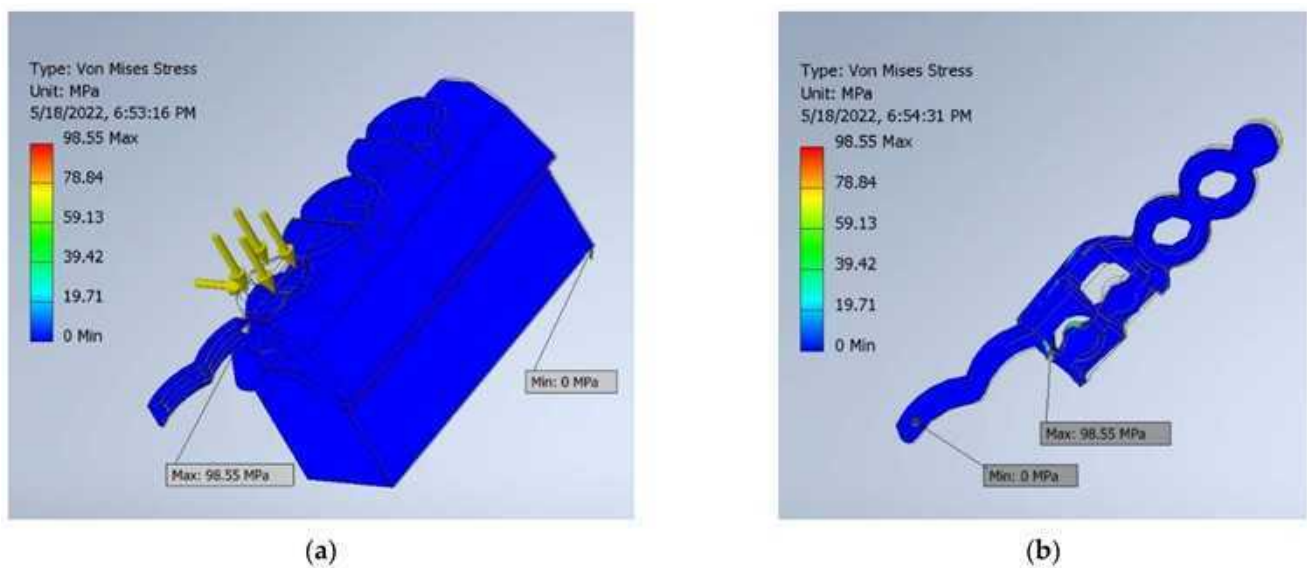 Type: Von Mises Stress
Unit: MPa
5/18/2022, 6:53:16 PM
98.55 Max
78.84
59.13
39.42
19.71
0 Min
Min: 0 MPa
Max: 98.55 MPa
(a)
Type: Von Mises Stress
Unit: MPa
5/18/2022, 6:54:31 PM
98.55 Max
78.84
59.13
39.42
19.71
0 Min
Max: 98.55 MPa
Min: 0 MPa
(b)